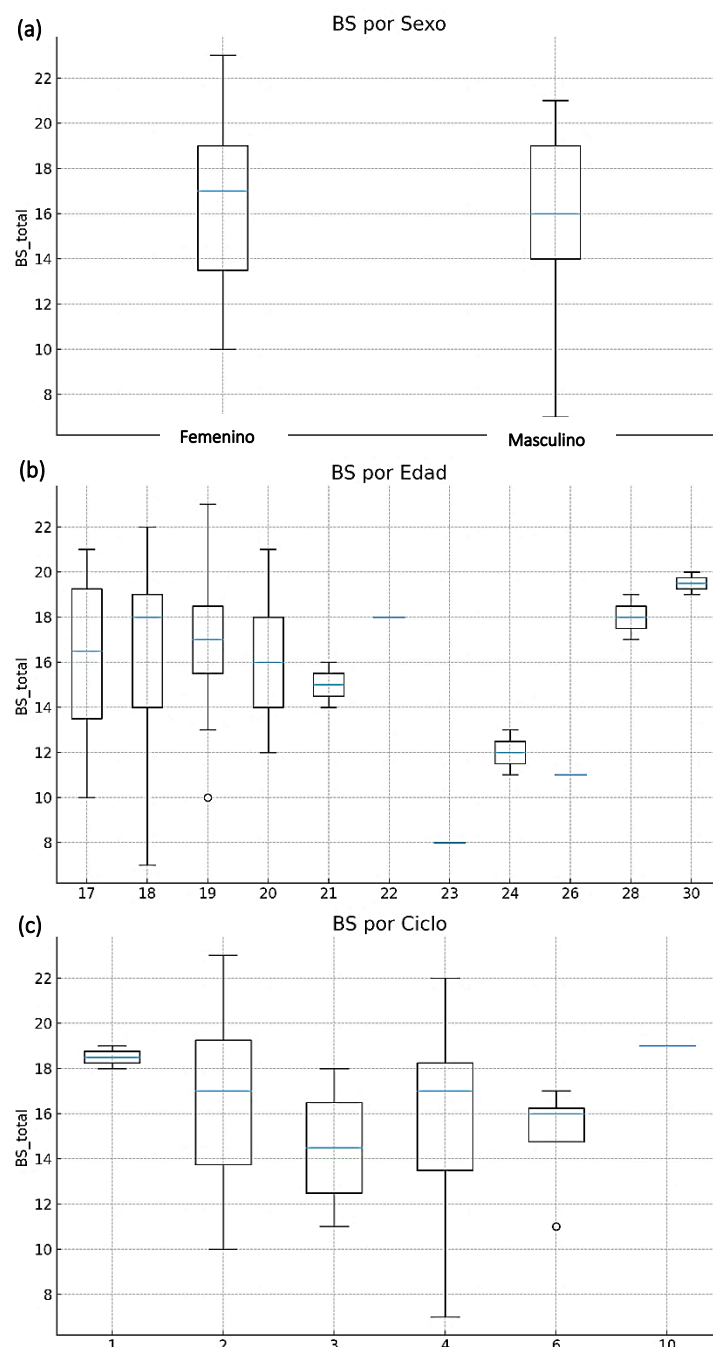 (a)
BS por Sexo
22
20
18
16
14
12
10
8
BS_total
Femenino Masculino
(b)
BS por Edad
22
20
18
16
14
12
10
8
BS_total
17 18 19 20 21 22 23 24 26 28 30
(c)
BS por Ciclo
22
20
18
16
14
12
10
8
BS_total
1 2 3 4 6 10